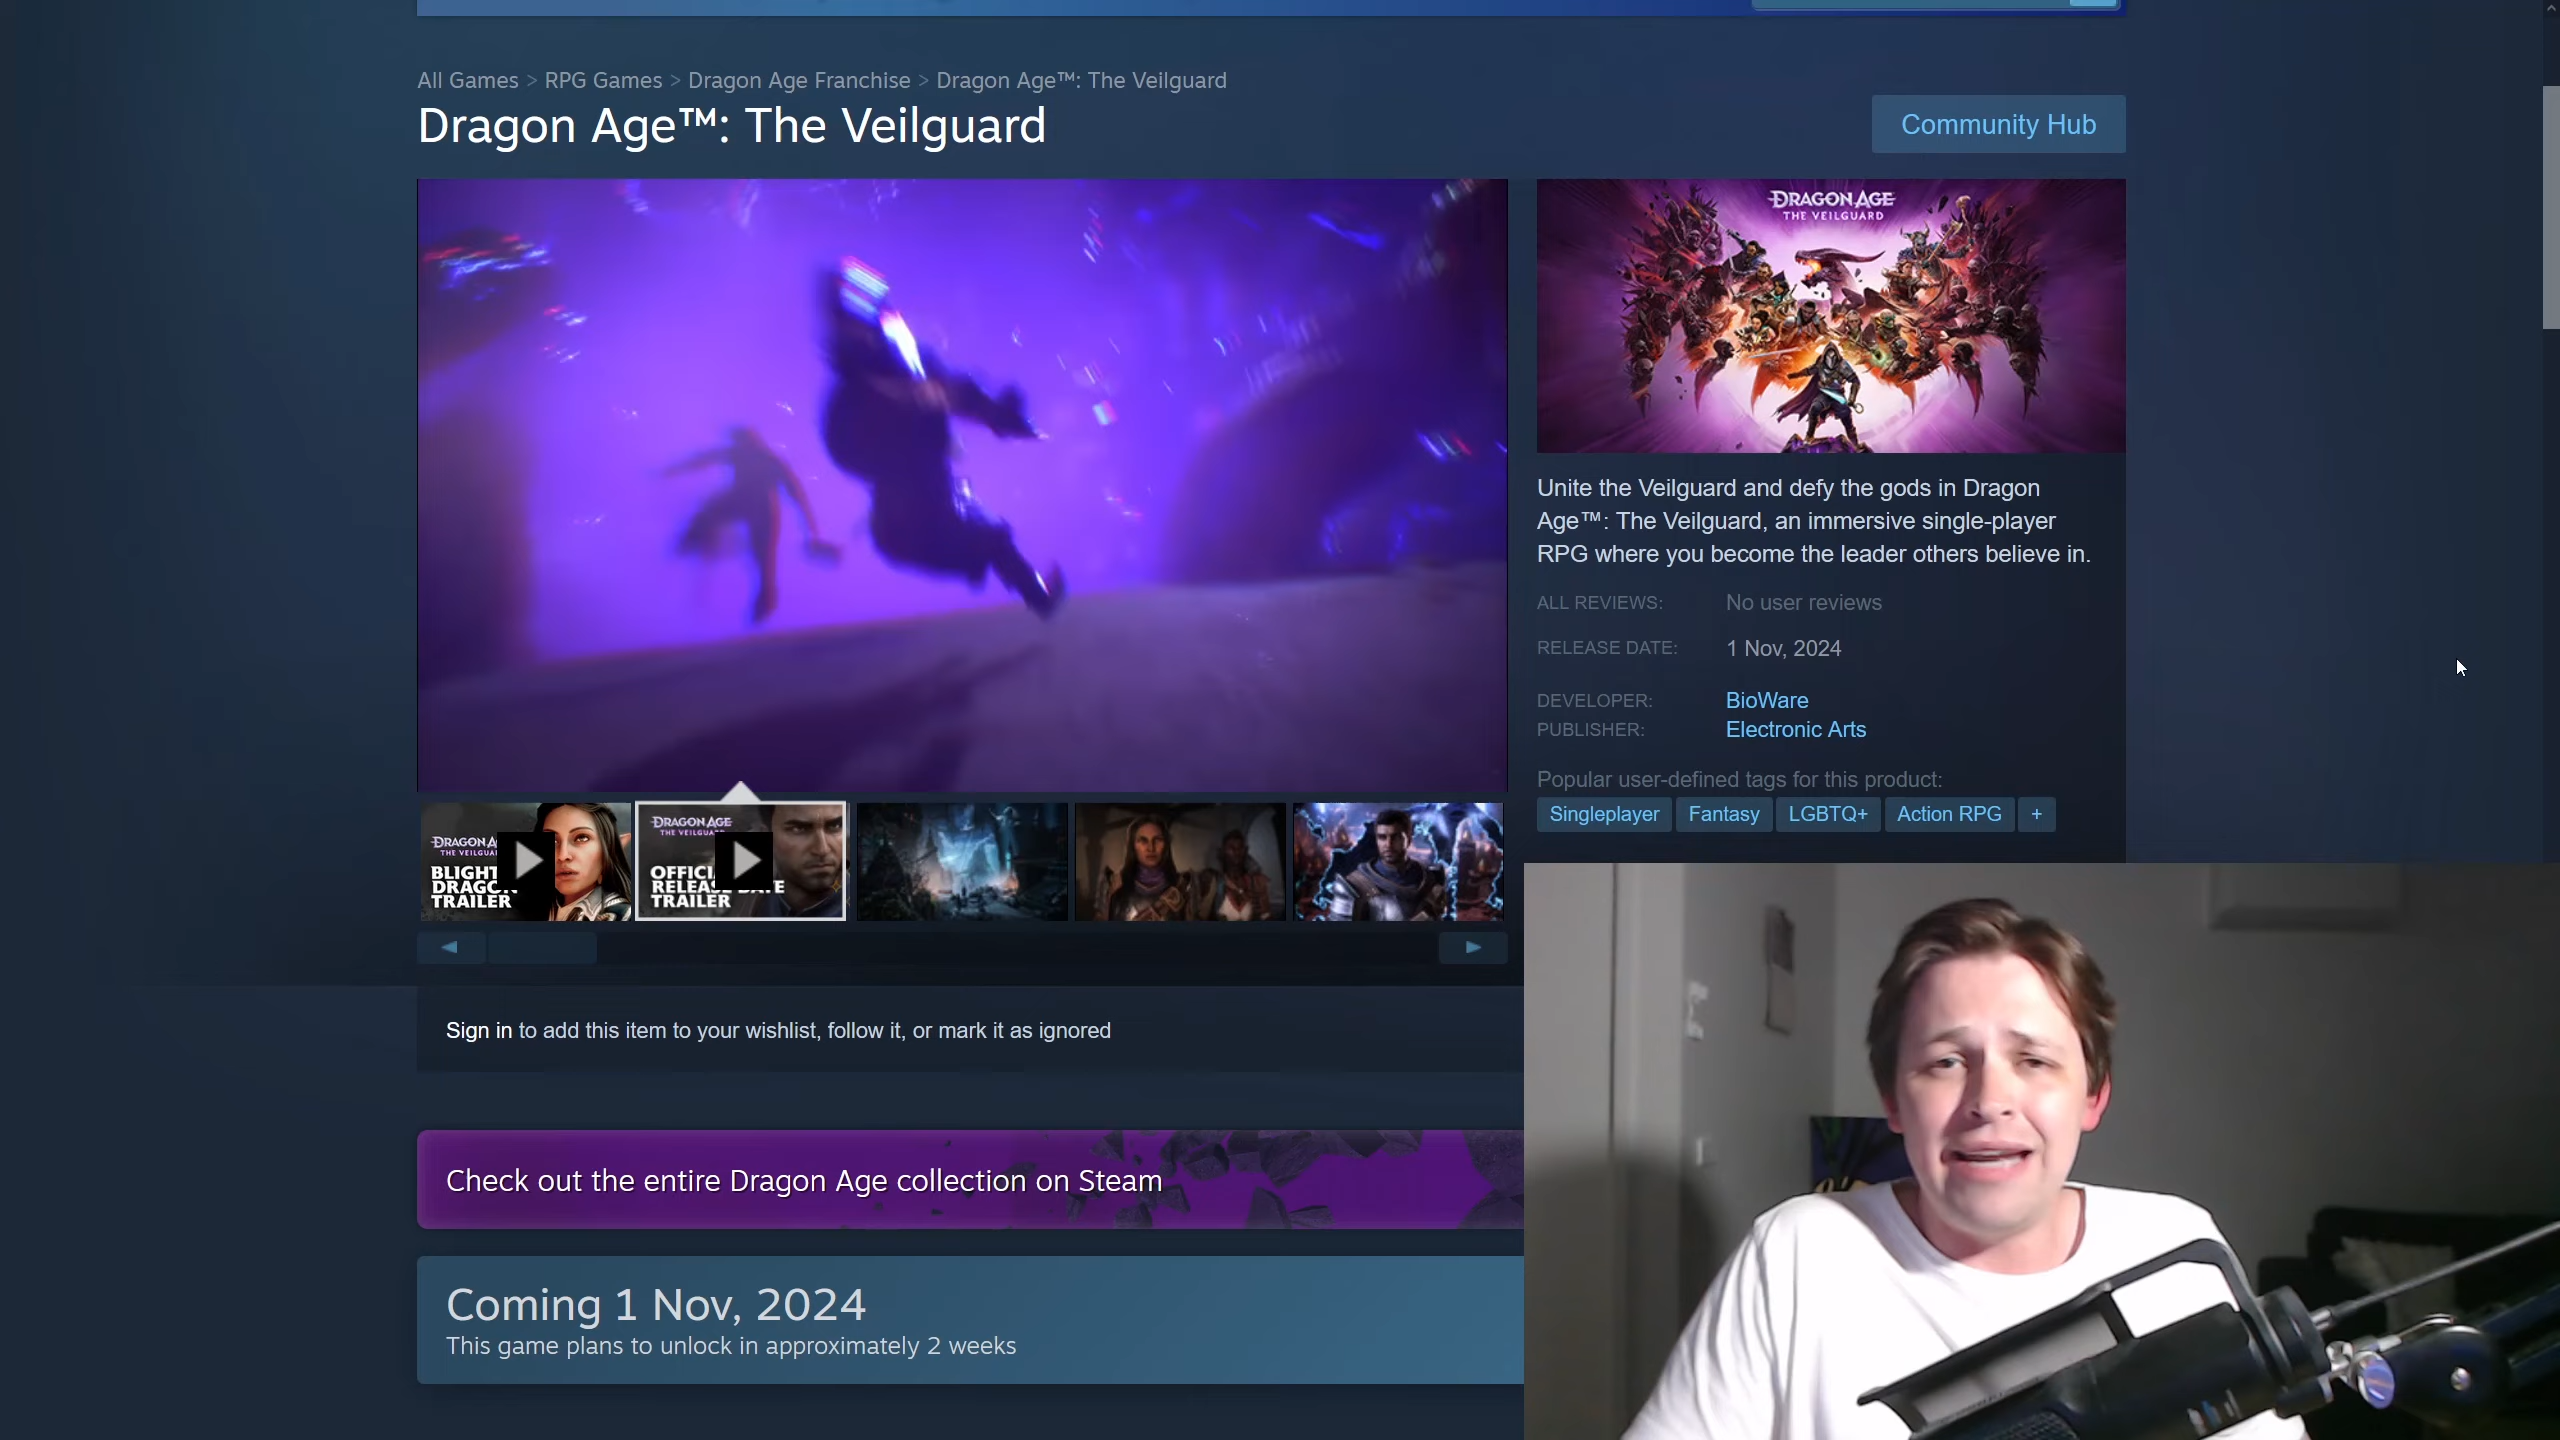 All Games > RPG Games > Dragon Age Franchise > Dragon Age™: The Veilguard
Dragon Age™: The Veilguard
Community Hub
DRAGON AGE
THE VEILGUARD
Unite the Veilguard and defy the gods in Dragon
Age™: The Veilguard, an immersive single-player
RPG where you become the leader others believe in.
ALL REVIEWS: No user reviews
RELEASE DATE: 1 Nov, 2024
DEVELOPER: BioWare
PUBLISHER: Electronic Arts
Popular user-defined tags for this product:
Singleplayer Fantasy LGBTQ+ Action RPG +
DRAGON
THE
BLIGHT
DRAGON
TRAILER
DRAGON AGE
THE VEILGUARD
RELEASE DATE
TRAILER
Sign in to add this item to your wishlist, follow it, or mark it as ignored
Check out the entire Dragon Age collection on Steam
Coming 1 Nov, 2024
This game plans to unlock in approximately 2 weeks